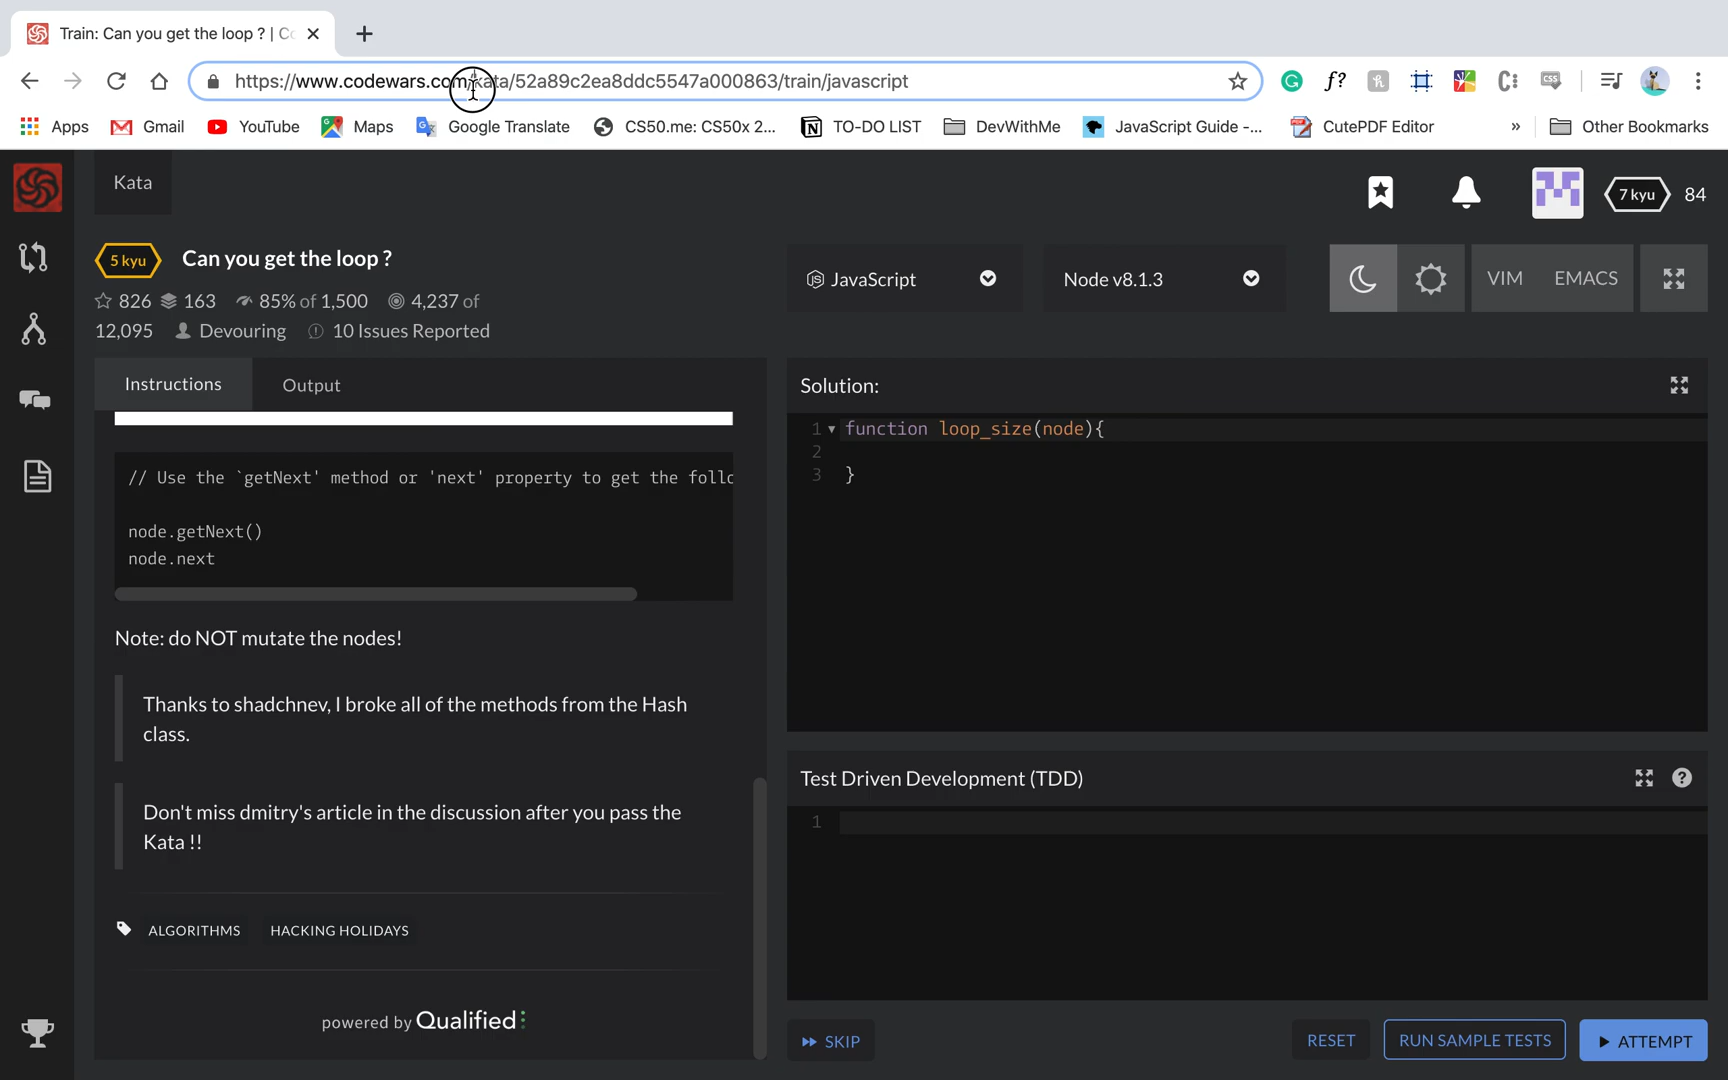 Train: Can you get the loop ? | Co
https://www.codewars.com/kata/52a89c2ea8ddc5547a000863/train/javascript
Apps Gmail YouTube Maps Google Translate CS50.me: CS50x 2... TO-DO LIST DevWithMe JavaScript Guide -... CutePDF Editor » Other Bookmarks
Kata
7 kyu 84
5 kyu Can you get the loop ?
826 163 85% of 1,500 4,237 of
12,095 Devouring 10 Issues Reported
JavaScript Node v8.1.3 VIM EMACS
Instructions Output
// Use the `getNext' method or 'next' property to get the follo
node.getNext()
node.next
Note: do NOT mutate the nodes!
Thanks to shadchnev, I broke all of the methods from the Hash
class.
Don't miss dmitry's article in the discussion after you pass the
Kata !!
ALGORITHMS HACKING HOLIDAYS
powered by Qualified
Solution:
1 function loop_size(node){
2
3 }
Test Driven Development (TDD)
1
SKIP RESET RUN SAMPLE TESTS ATTEMPT